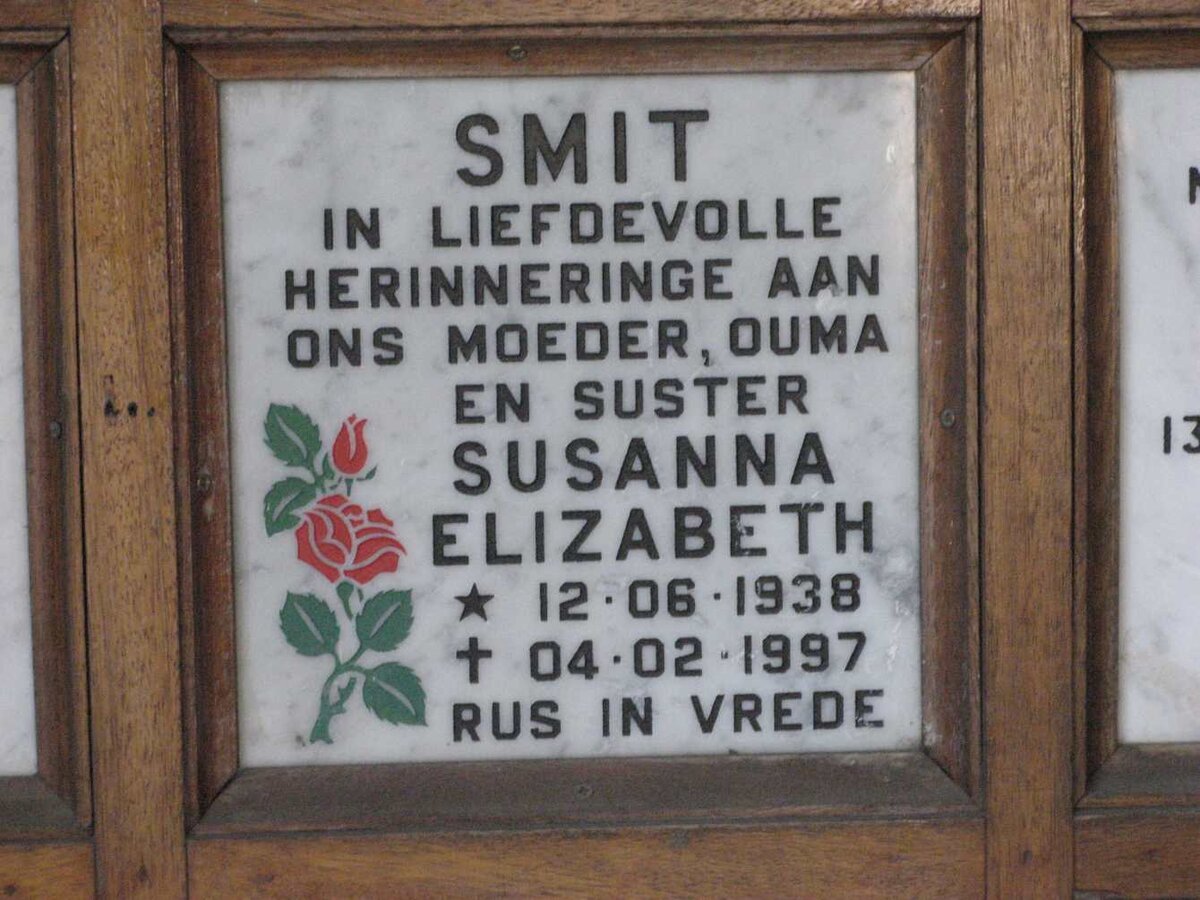 SMIT
IN LIEFDEVOLLE
HERINNERINGE AAN
ONS MOEDER, OUMA
EN SUSTER
SUSANNA
ELIZABETH
★ 12·06·1938
✝ 04·02·1997
RUS IN VREDE
13